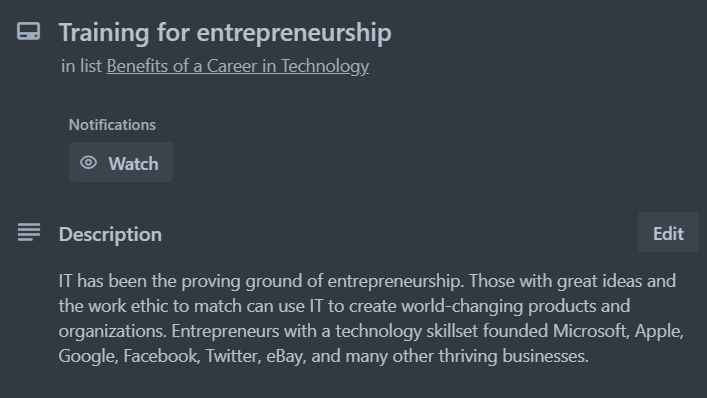 Training for entrepreneurship
in list Benefits of a Career in Technology
Notifications
Watch
Description
Edit
IT has been the proving ground of entrepreneurship. Those with great ideas and
the work ethic to match can use IT to create world-changing products and
organizations. Entrepreneurs with a technology skillset founded Microsoft, Apple,
Google, Facebook, Twitter, eBay, and many other thriving businesses.